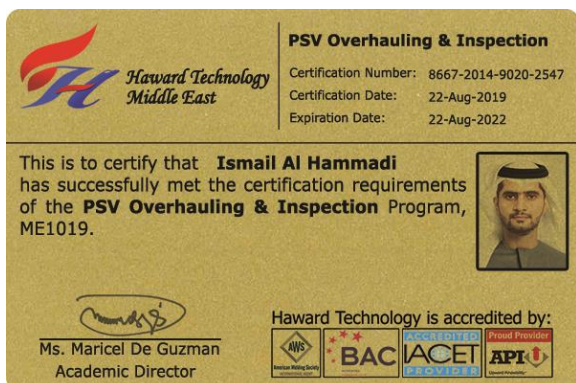 Haward Technology
Middle East
PSV Overhauling & Inspection
Certification Number: 8667-2014-9020-2547
Certification Date: 22-Aug-2019
Expiration Date: 22-Aug-2022
This is to certify that Ismail Al Hammadi
has successfully met the certification requirements
of the PSV Overhauling & Inspection Program,
ME1019.
Ms. Maricel De Guzman
Academic Director
Haward Technology is accredited by:
AWS
American Welding Society
BAC
ACCREDITED
IACET
PROVIDER
Proud Provider
API U